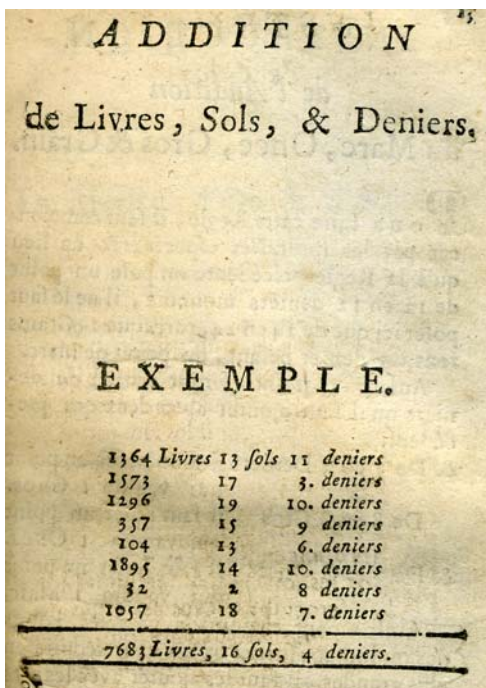 15
ADDITION
de Livres, Sols, & Deniers.
EXEMPLE.
1364 Livres 13 ſols 11 deniers
1573 17 3. deniers
1296 19 10. deniers
357 15 9 deniers
104 13 6. deniers
1895 14 10. deniers
32 2 8 deniers
1057 18 7. deniers
7683 Livres, 16 ſols, 4 deniers.